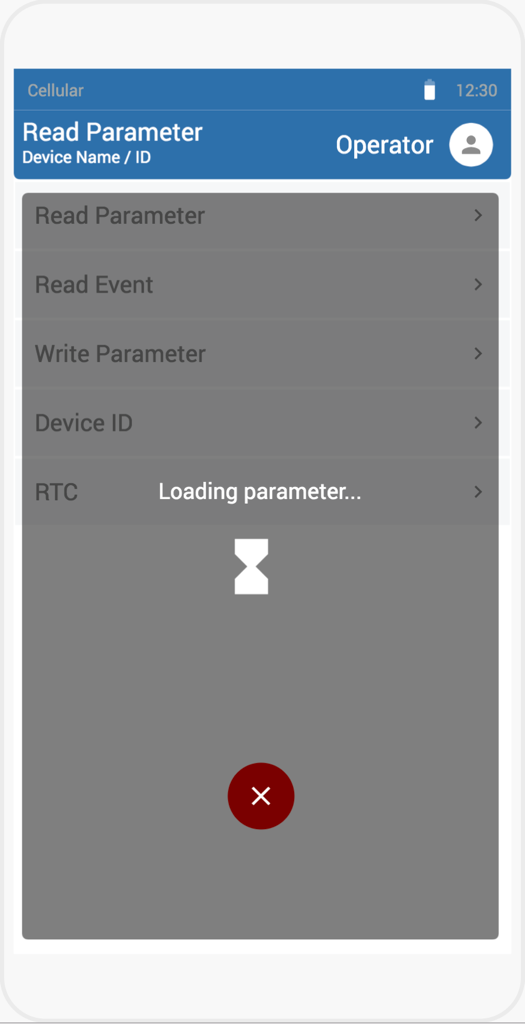 Cellular 12:30
Read Parameter
Device Name / ID
Operator
Read Parameter
Read Event
Write Parameter
Device ID
RTC
Loading parameter...